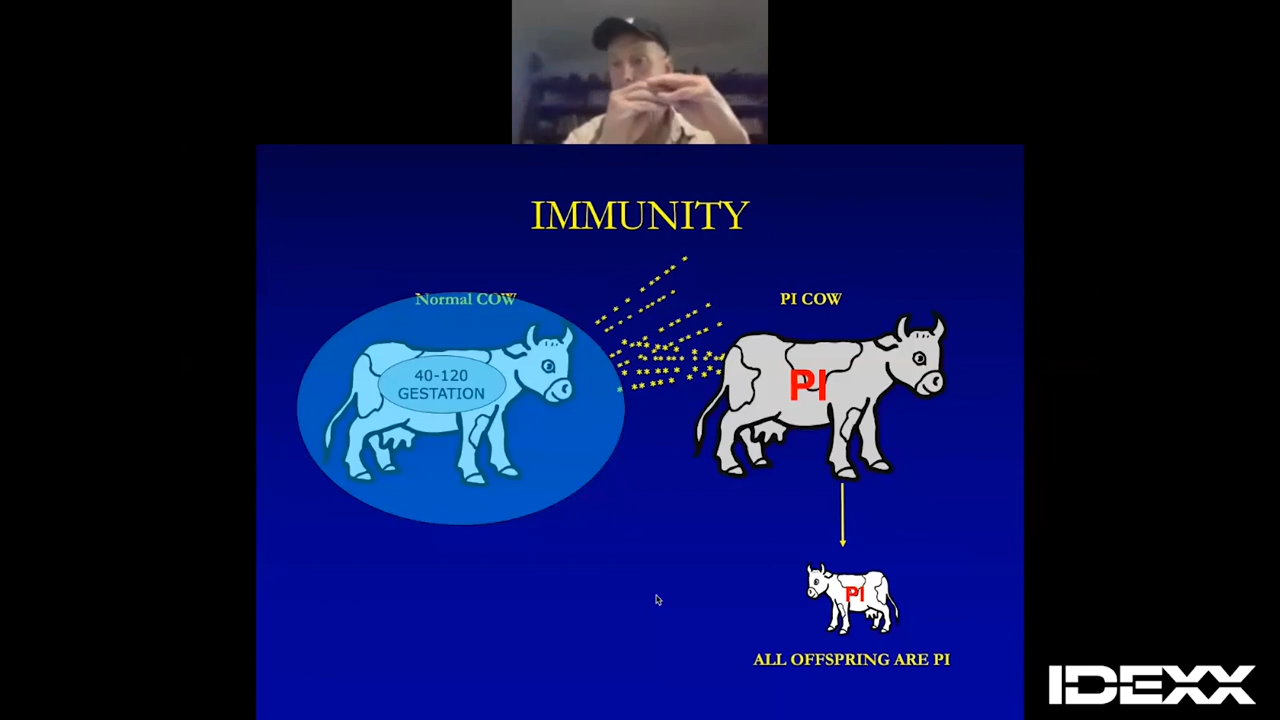 IMMUNITY
Normal COW
PI COW
40-120
GESTATION
PI
PI
ALL OFFSPRING ARE PI
IDEXX